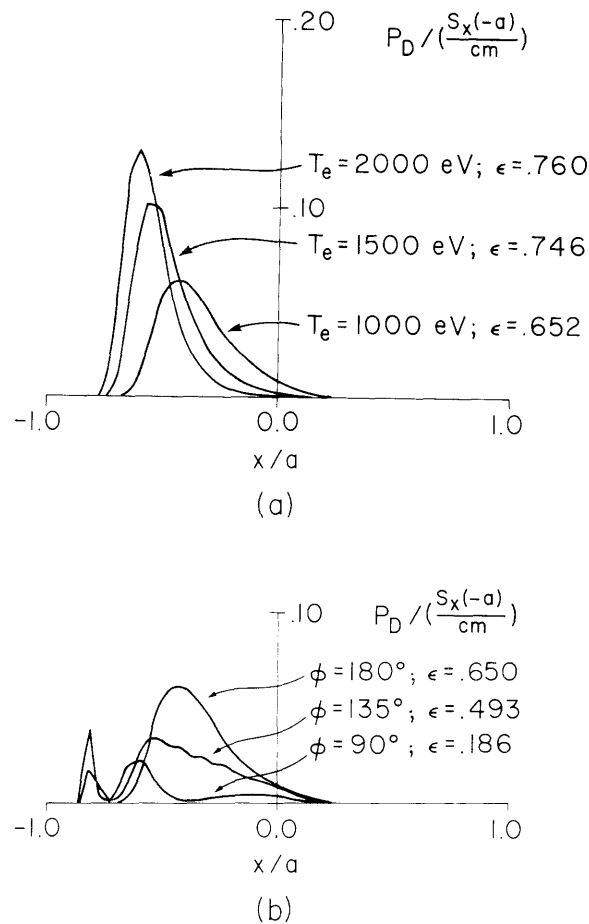 .20
P_D/(S_x(-a)/cm)
T_e=2000 eV; ϵ=.760
.10
T_e=1500 eV; ϵ=.746
T_e=1000 eV; ϵ=.652
-1.0 0.0 1.0
x/a
(a)
.10
P_D/(S_x(-a)/cm)
ϕ=180°; ϵ=.650
ϕ=135°; ϵ=.493
ϕ=90°; ϵ=.186
-1.0 0.0 1.0
x/a
(b)